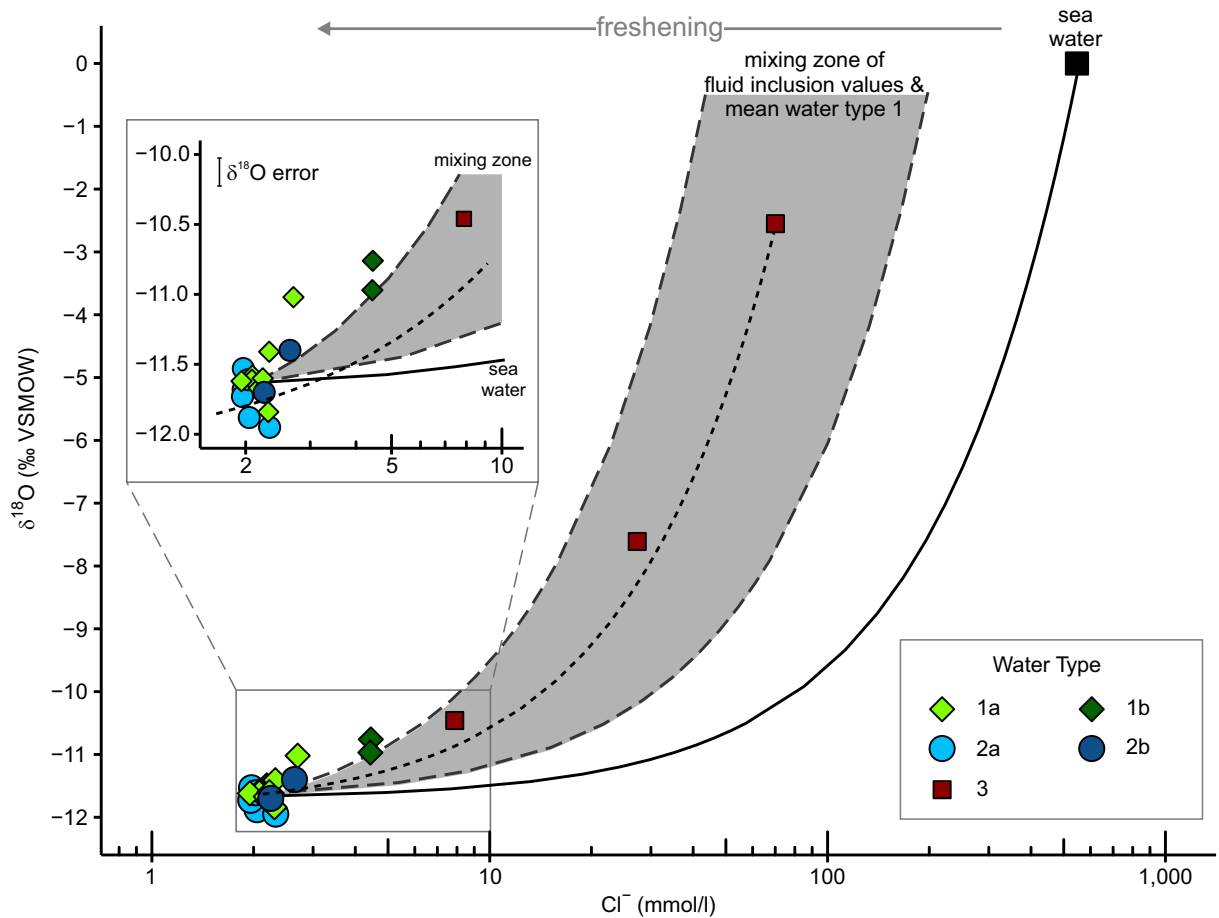 freshening
sea
water
mixing zone of
fluid inclusion values &
mean water type 1
0
−1
−2
−3
−4
−5
−6
−7
−8
−9
−10
−11
−12
δ¹⁸O (‰ VSMOW)
−10.0
−10.5
−11.0
−11.5
−12.0
δ¹⁸O error
mixing zone
sea
water
2
5
10
Water Type
1a
1b
2a
2b
3
1
10
100
1,000
Cl⁻ (mmol/l)